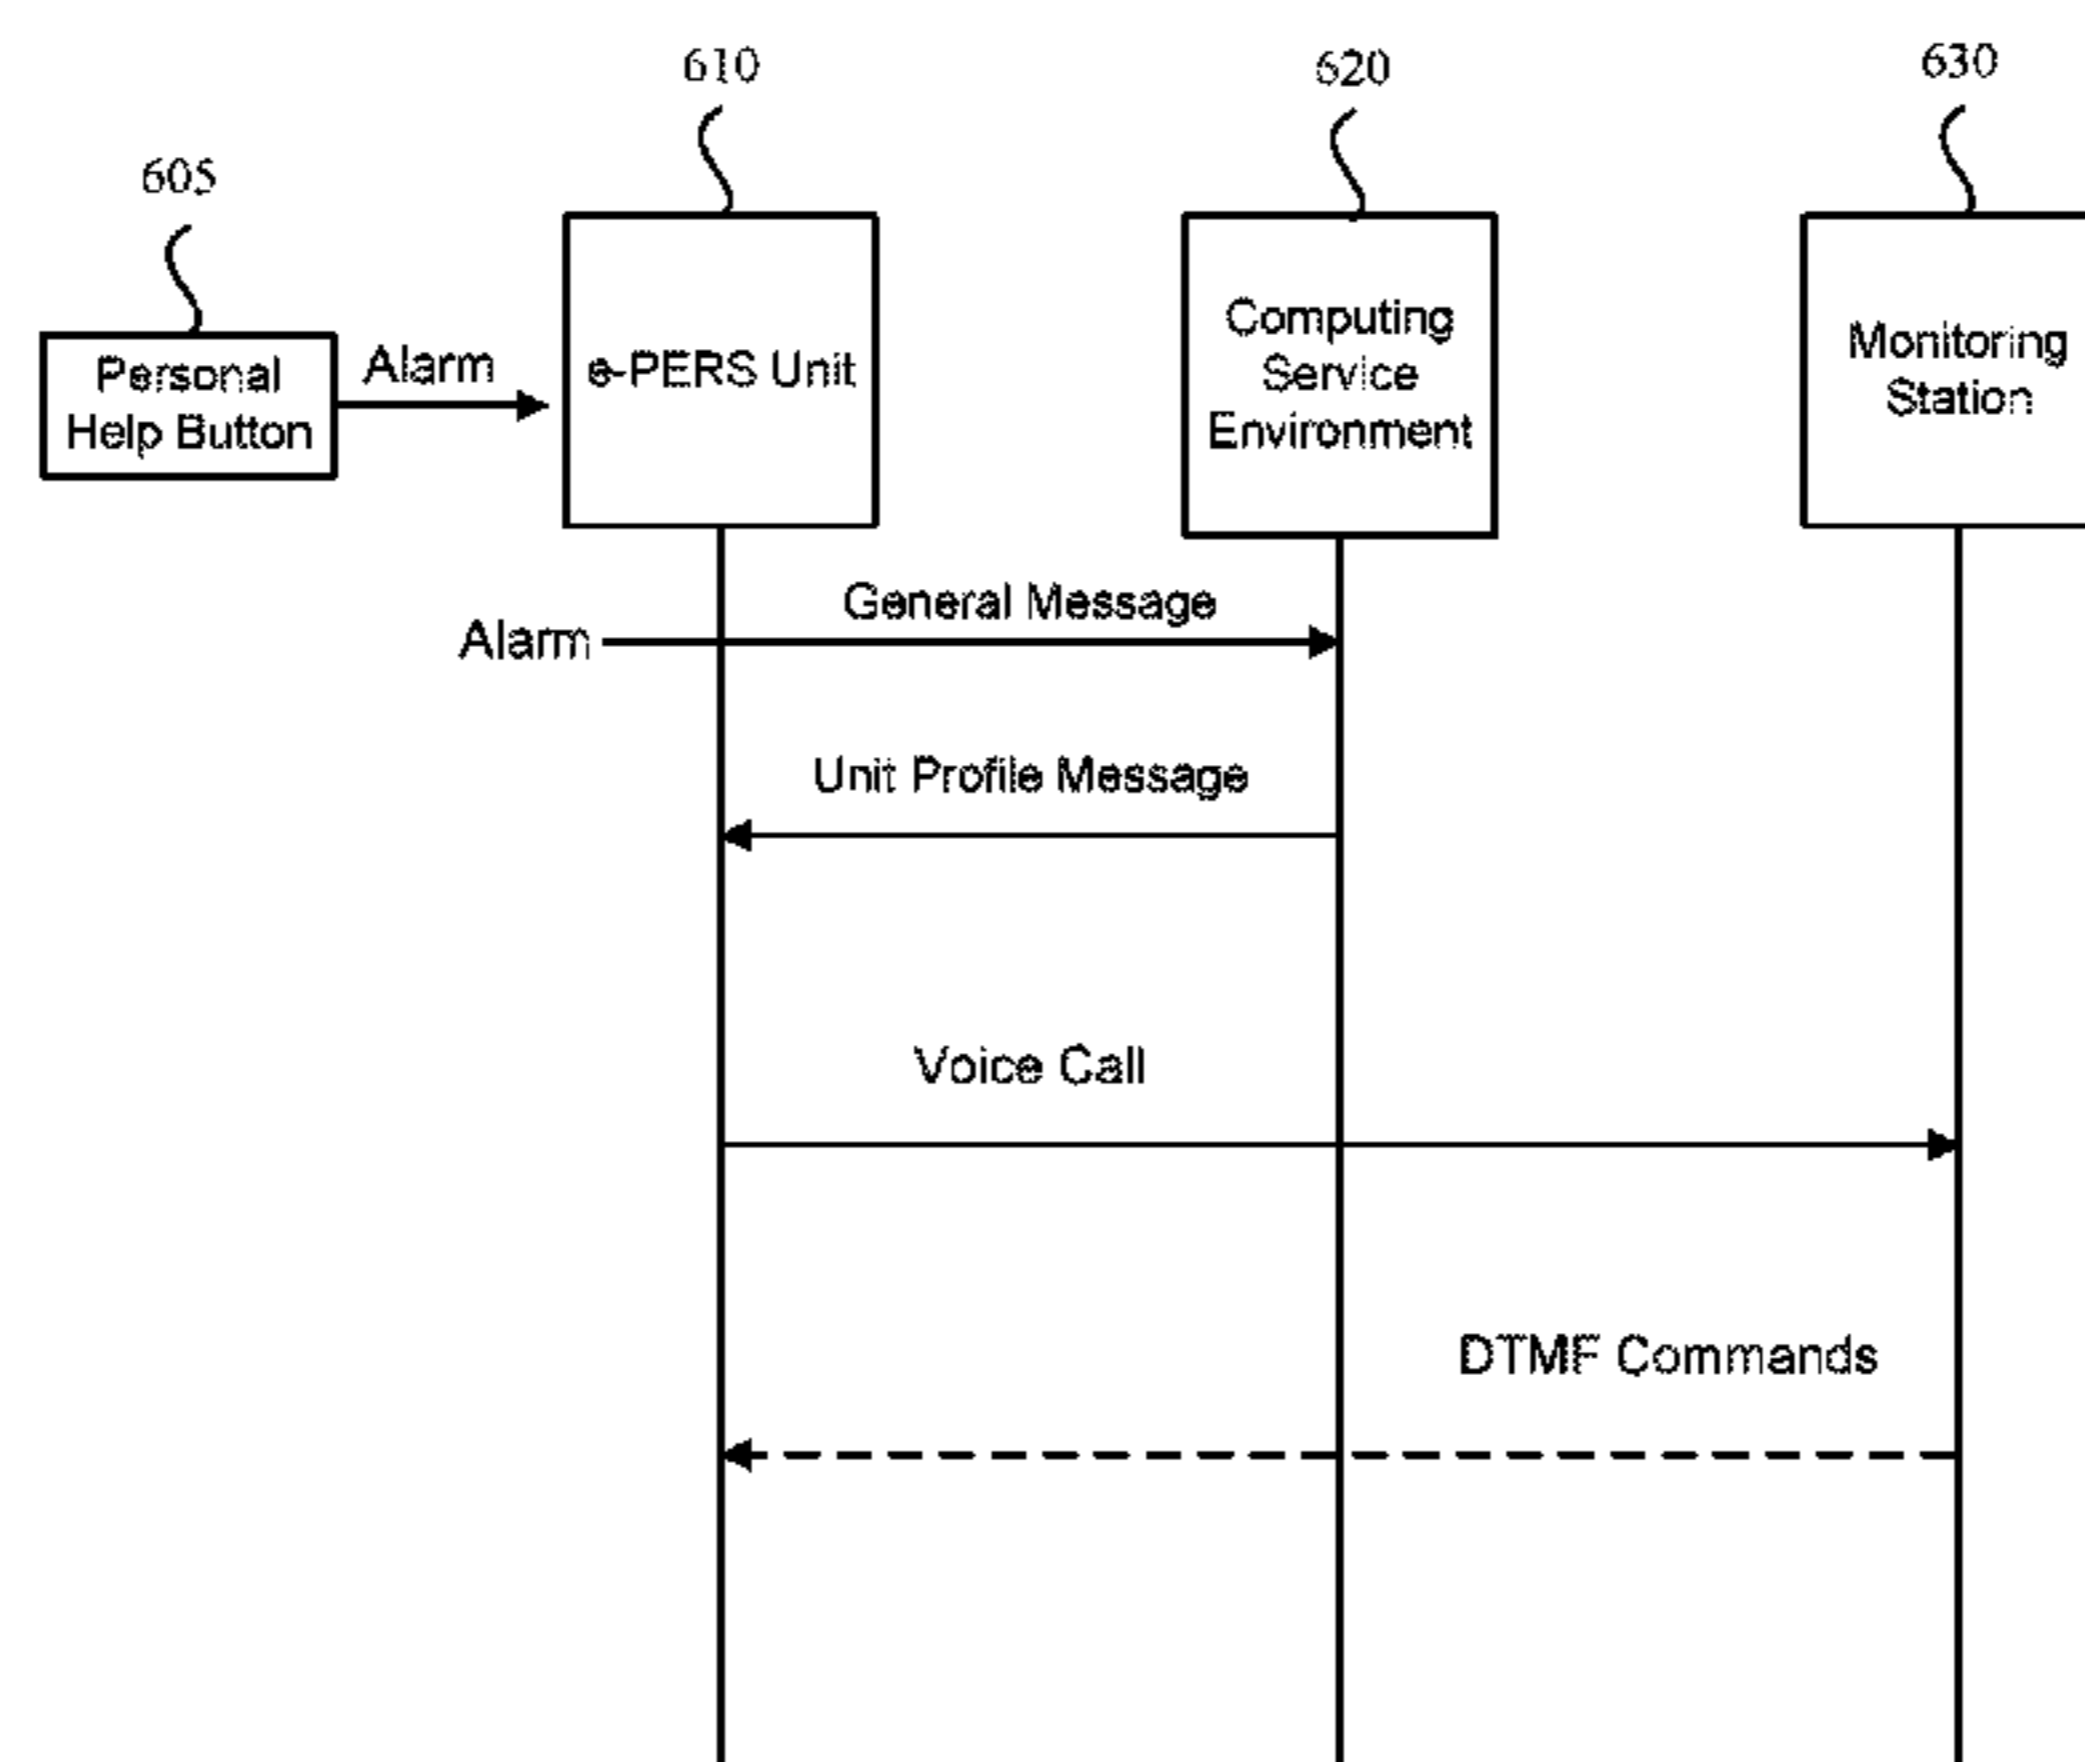 610
620
630
605
Personal
Help Button
Alarm
e-PERS Unit
Computing
Service
Environment
Monitoring
Station
General Message
Alarm
Unit Profile Message
Voice Call
DTMF Commands